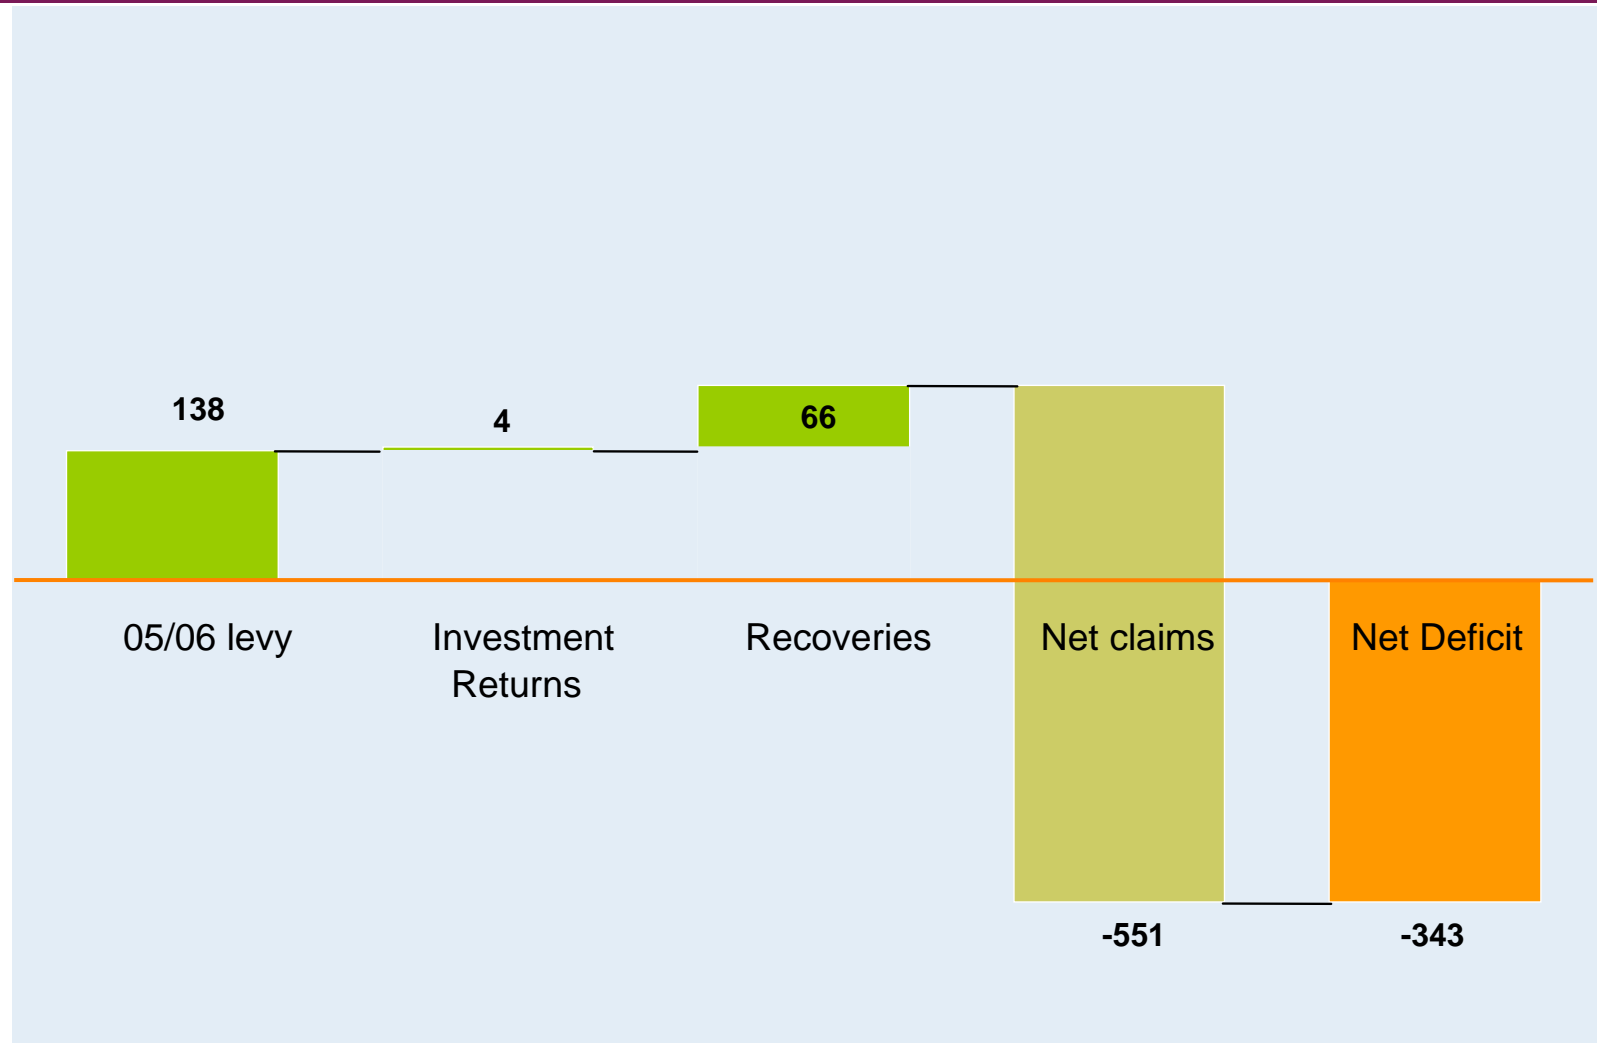 138
4
66
05/06 levy
Investment
Returns
Recoveries
Net claims
Net Deficit
-551
-343